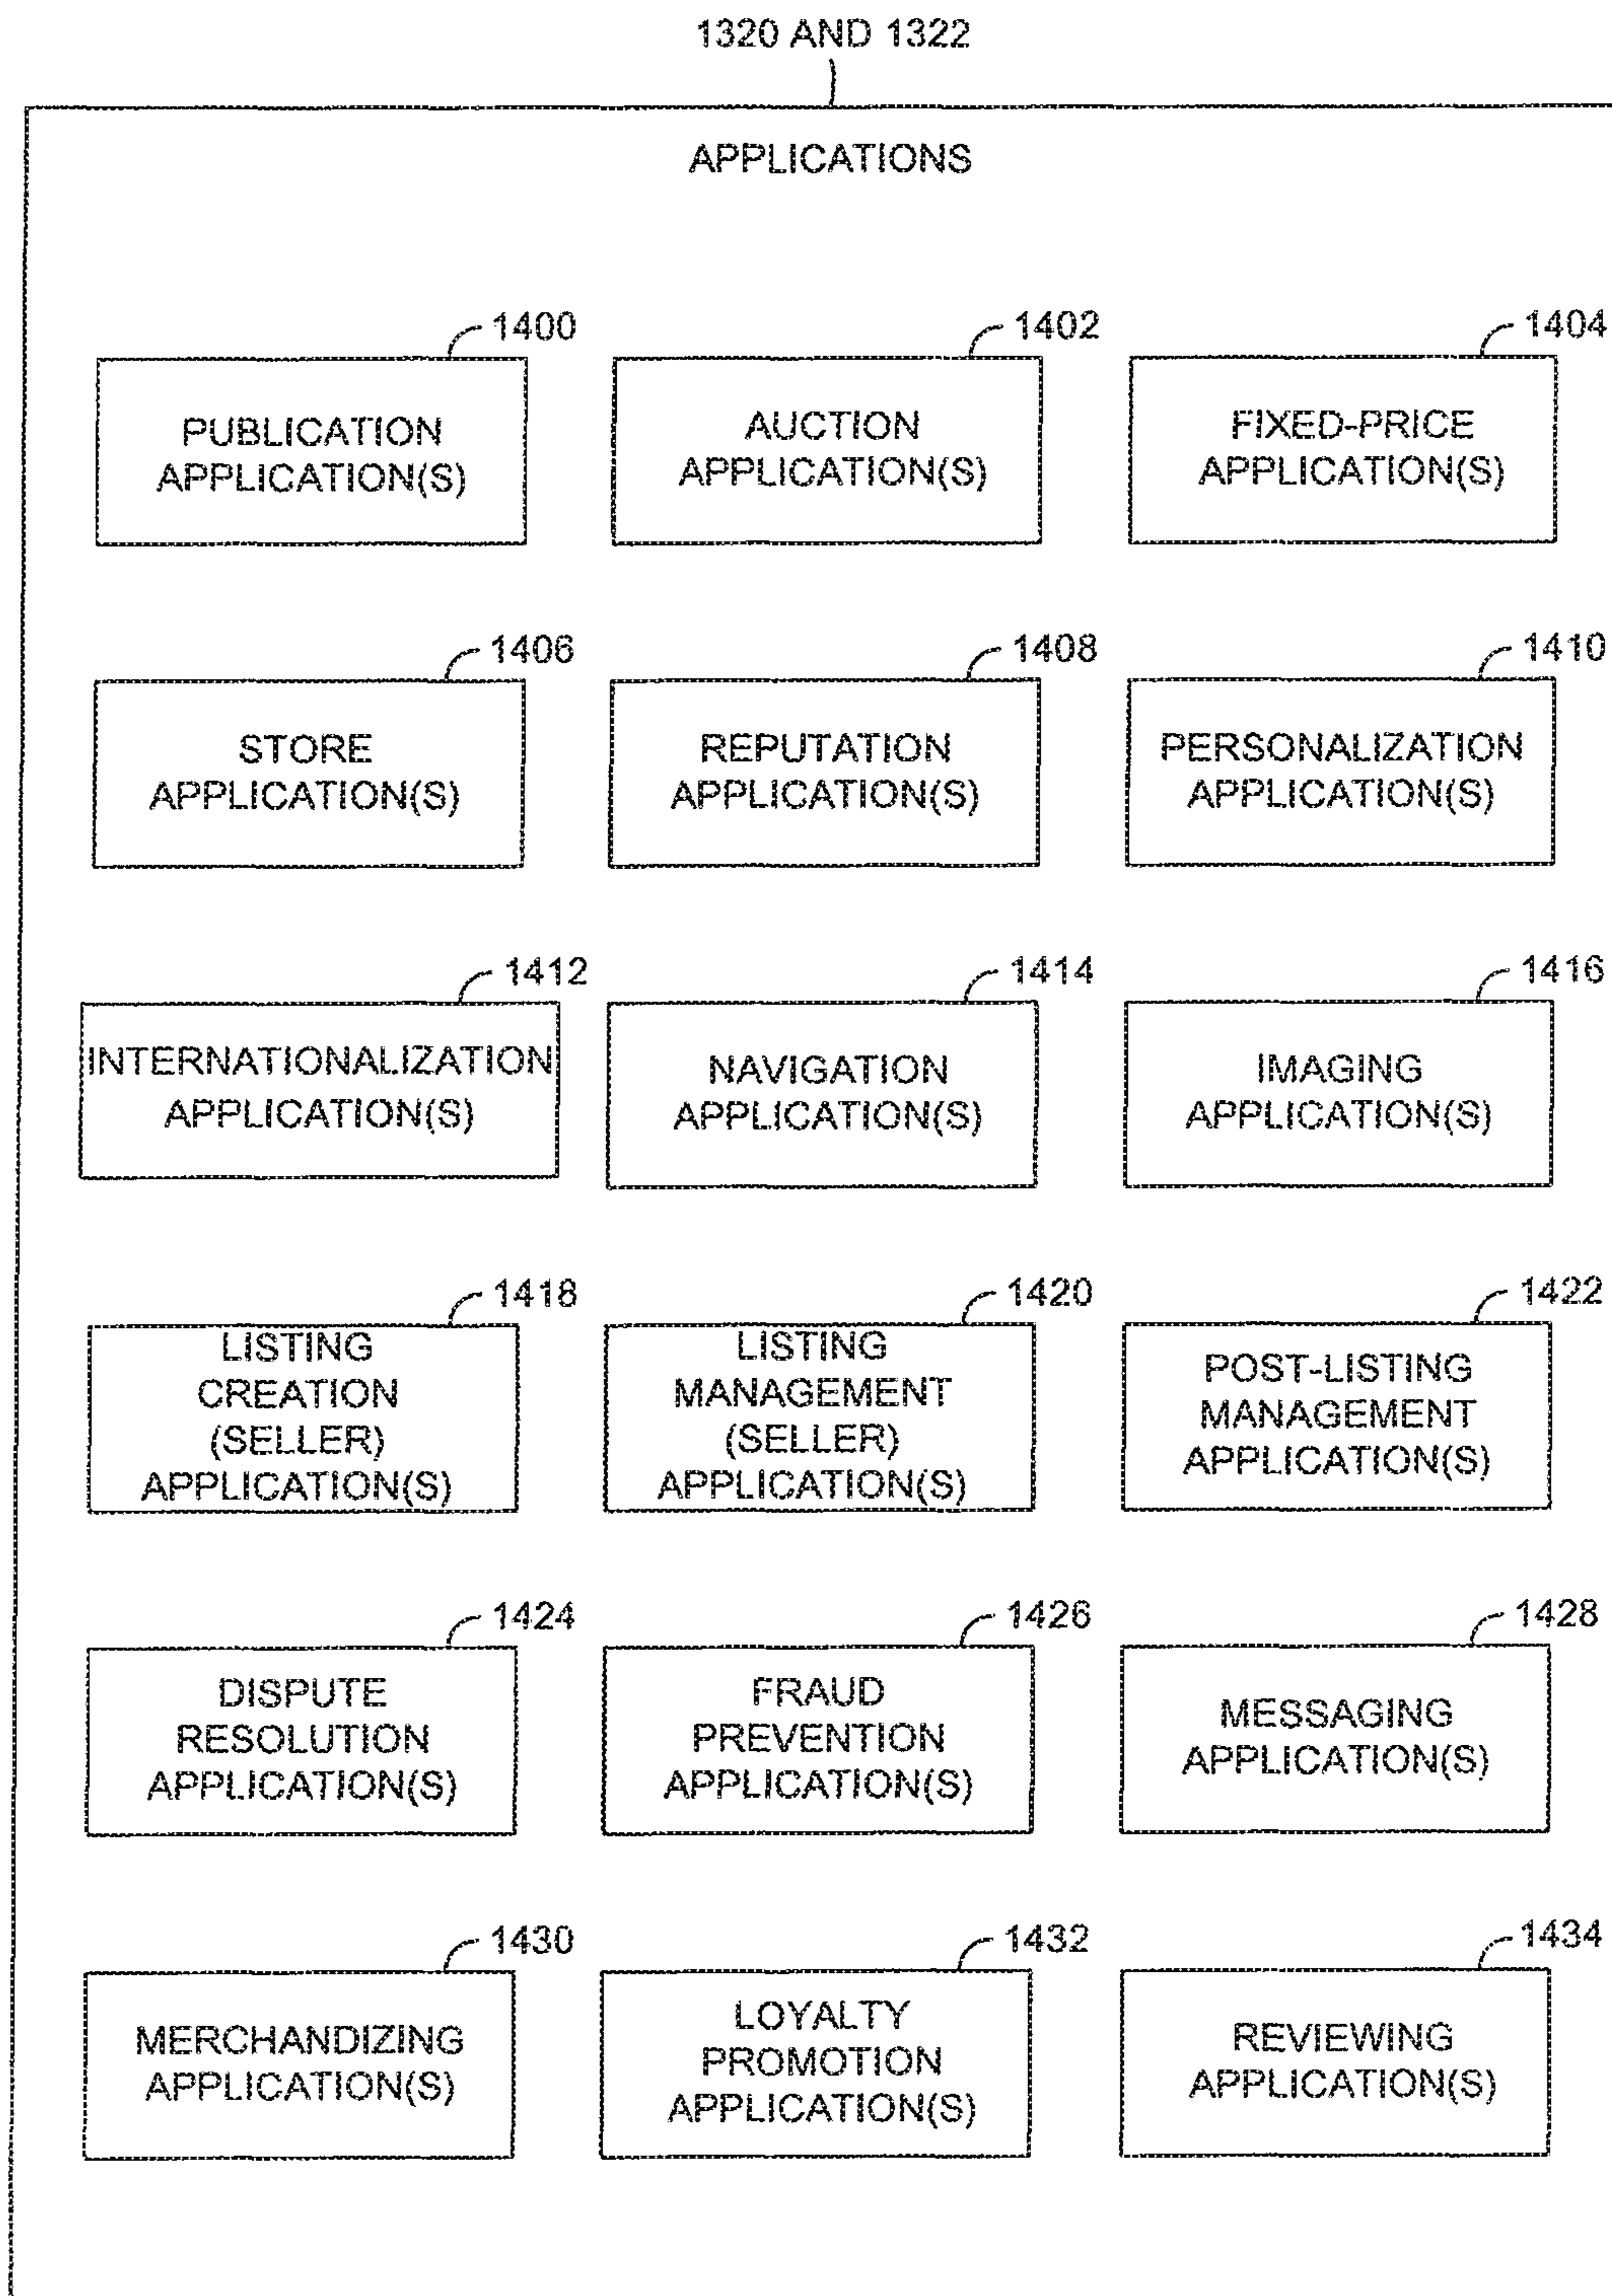 1320 AND 1322
APPLICATIONS
1400
PUBLICATION
APPLICATION(S)
1402
AUCTION
APPLICATION(S)
1404
FIXED-PRICE
APPLICATION(S)
1406
STORE
APPLICATION(S)
1408
REPUTATION
APPLICATION(S)
1410
PERSONALIZATION
APPLICATION(S)
1412
INTERNATIONALIZATION
APPLICATION(S)
1414
NAVIGATION
APPLICATION(S)
1416
IMAGING
APPLICATION(S)
1418
LISTING
CREATION
(SELLER)
APPLICATION(S)
1420
LISTING
MANAGEMENT
(SELLER)
APPLICATION(S)
1422
POST-LISTING
MANAGEMENT
APPLICATION(S)
1424
DISPUTE
RESOLUTION
APPLICATION(S)
1426
FRAUD
PREVENTION
APPLICATION(S)
1428
MESSAGING
APPLICATION(S)
1430
MERCHANDIZING
APPLICATION(S)
1432
LOYALTY
PROMOTION
APPLICATION(S)
1434
REVIEWING
APPLICATION(S)